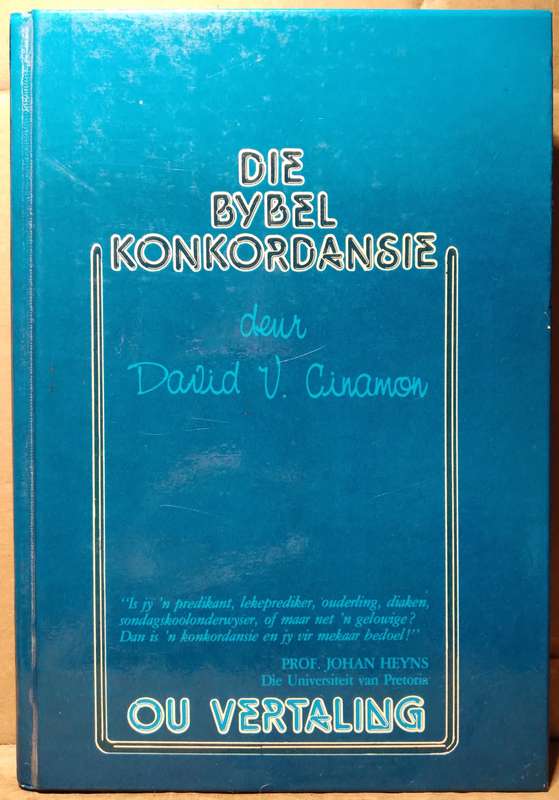 DIE
BYBEL
KONKORDANSIE
deur
David V. Cinamon
"Is jy 'n predikant, lekeprediker, ouderling, diaken,
sondagskoolonderwyser, of maar net 'n gelowige?
Dan is 'n konkordansie en jy vir mekaar bedoel!"
PROF. JOHAN HEYNS
Die Universiteit van Pretoria
OU VERTALING